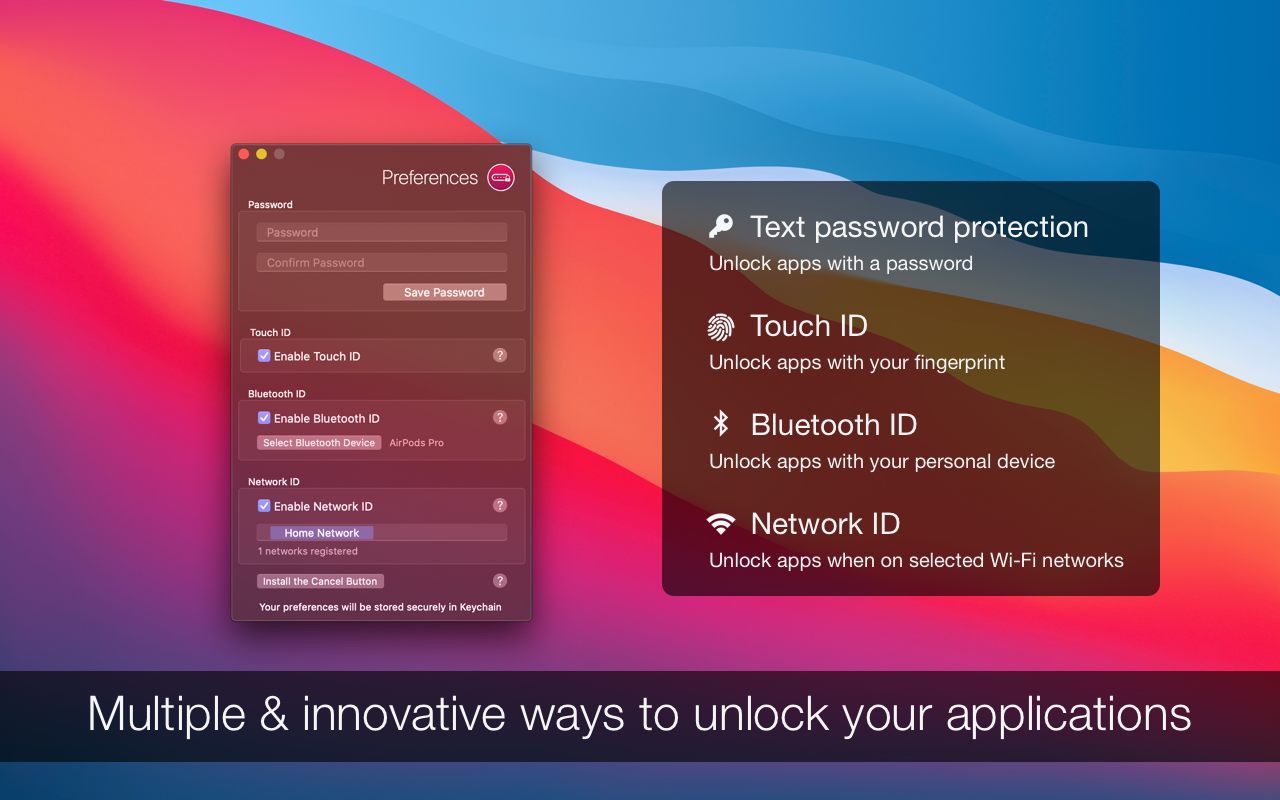 Preferences
Password
Password
Confirm Password
Save Password
Touch ID
Enable Touch ID
?
Bluetooth ID
Enable Bluetooth ID
?
Select Bluetooth Device AirPods Pro
Network ID
Enable Network ID
?
Home Network
1 networks registered
Install the Cancel Button
?
Your preferences will be stored securely in Keychain
Text password protection
Unlock apps with a password
Touch ID
Unlock apps with your fingerprint
Bluetooth ID
Unlock apps with your personal device
Network ID
Unlock apps when on selected Wi-Fi networks
Multiple & innovative ways to unlock your applications